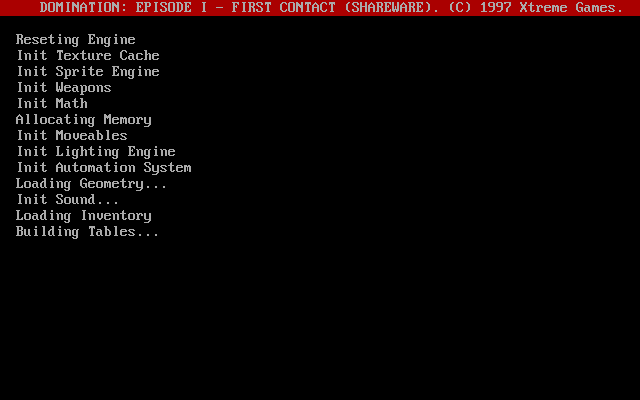 DOMINATION: EPISODE I - FIRST CONTACT (SHAREWARE). (C) 1997 Xtreme Games.
Reseting Engine
Init Texture Cache
Init Sprite Engine
Init Weapons
Init Math
Allocating Memory
Init Moveables
Init Lighting Engine
Init Automation System
Loading Geometry...
Init Sound...
Loading Inventory
Building Tables...